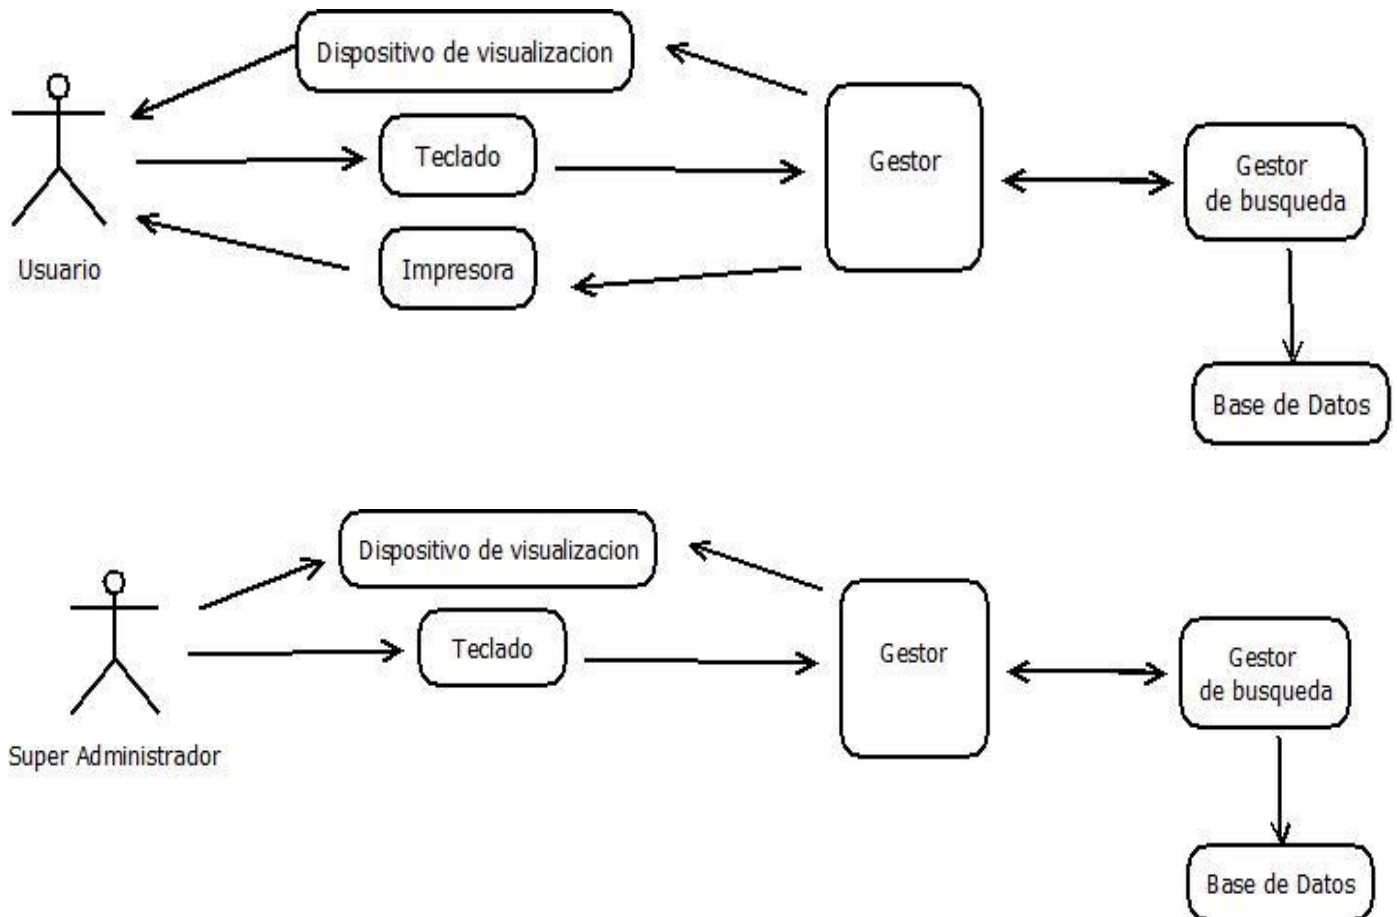 Dispositivo de visualizacion
Teclado
Gestor
Gestor
de busqueda
Usuario
Impresora
Base de Datos
Dispositivo de visualizacion
Teclado
Gestor
Gestor
de busqueda
Super Administrador
Base de Datos